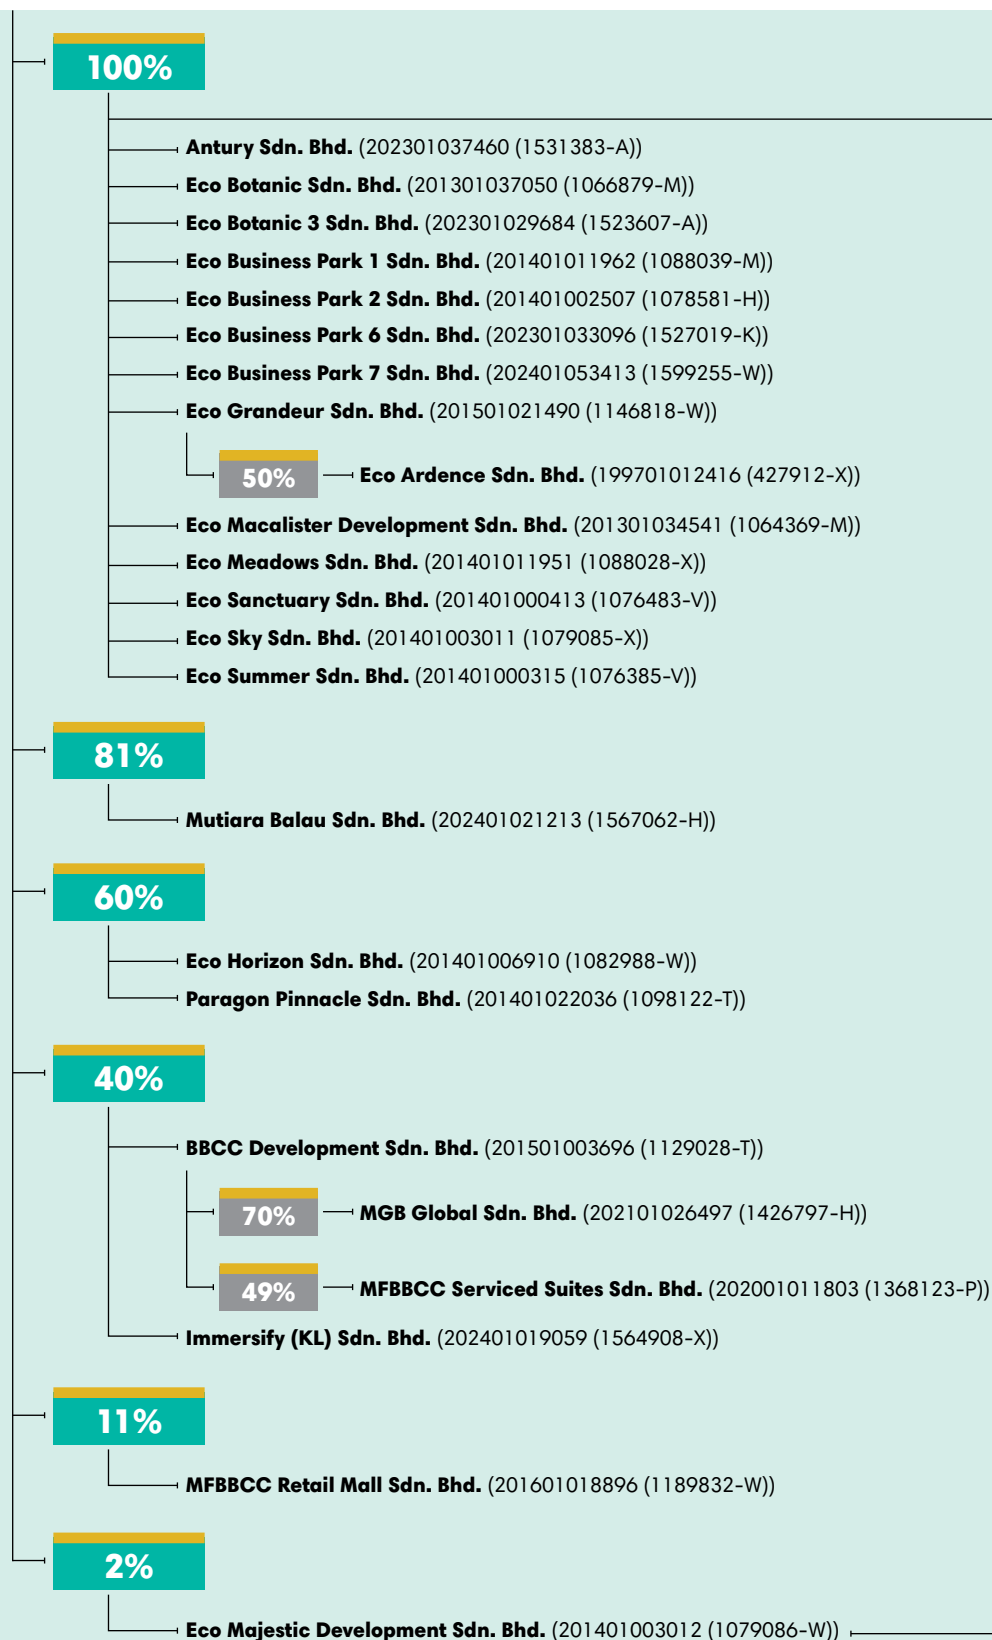 100%
Antury Sdn. Bhd. (202301037460 (1531383-A))
Eco Botanic Sdn. Bhd. (201301037050 (1066879-M))
Eco Botanic 3 Sdn. Bhd. (202301029684 (1523607-A))
Eco Business Park 1 Sdn. Bhd. (201401011962 (1088039-M))
Eco Business Park 2 Sdn. Bhd. (201401002507 (1078581-H))
Eco Business Park 6 Sdn. Bhd. (202301033096 (1527019-K))
Eco Business Park 7 Sdn. Bhd. (202401053413 (1599255-W))
Eco Grandeur Sdn. Bhd. (201501021490 (1146818-W))
50% Eco Ardence Sdn. Bhd. (199701012416 (427912-X))
Eco Macalister Development Sdn. Bhd. (201301034541 (1064369-M))
Eco Meadows Sdn. Bhd. (201401011951 (1088028-X))
Eco Sanctuary Sdn. Bhd. (201401000413 (1076483-V))
Eco Sky Sdn. Bhd. (201401003011 (1079085-X))
Eco Summer Sdn. Bhd. (201401000315 (1076385-V))
81%
Mutiara Balau Sdn. Bhd. (202401021213 (1567062-H))
60%
Eco Horizon Sdn. Bhd. (201401006910 (1082988-W))
Paragon Pinnacle Sdn. Bhd. (201401022036 (1098122-T))
40%
BBCC Development Sdn. Bhd. (201501003696 (1129028-T))
70% MGB Global Sdn. Bhd. (202101026497 (1426797-H))
49% MFBBCC Serviced Suites Sdn. Bhd. (202001011803 (1368123-P))
Immersify (KL) Sdn. Bhd. (202401019059 (1564908-X))
11%
MFBBCC Retail Mall Sdn. Bhd. (201601018896 (1189832-W))
2%
Eco Majestic Development Sdn. Bhd. (201401003012 (1079086-W))